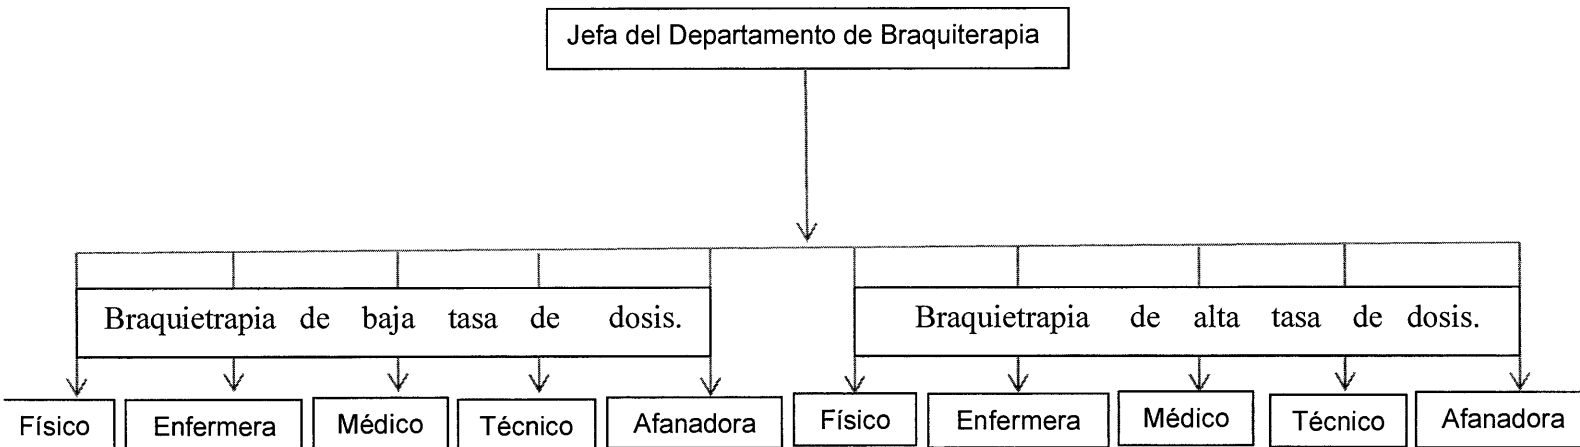 Jefa del Departamento de Braquiterapia
Braquietrapia de baja tasa de dosis.
Braquietrapia de alta tasa de dosis.
Físico
Enfermera
Médico
Técnico
Afanadora
Físico
Enfermera
Médico
Técnico
Afanadora